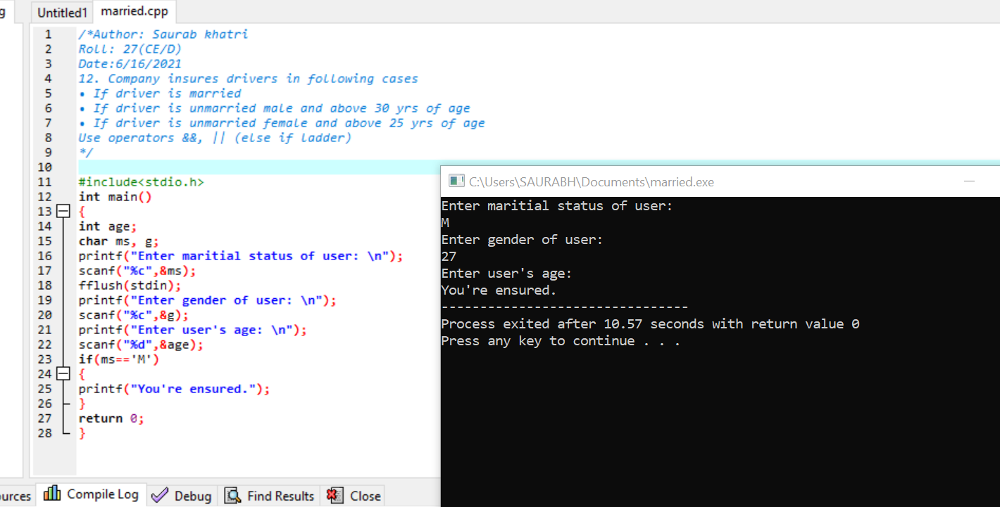 g
Untitled1 married.cpp
1 /*Author: Saurab khatri
2 Roll: 27(CE/D)
3 Date:6/16/2021
4 12. Company insures drivers in following cases
5 • If driver is married
6 • If driver is unmarried male and above 30 yrs of age
7 • If driver is unmarried female and above 25 yrs of age
8 Use operators &&, || (else if ladder)
9 */
10
11 #include<stdio.h>
12 int main()
13 {
14 int age;
15 char ms, g;
16 printf("Enter maritial status of user: \n");
17 scanf("%c",&ms);
18 fflush(stdin);
19 printf("Enter gender of user: \n");
20 scanf("%c",&g);
21 printf("Enter user's age: \n");
22 scanf("%d",&age);
23 if(ms=='M')
24 {
25 printf("You're ensured.");
26 }
27 return 0;
28 }
C:\Users\SAURABH\Documents\married.exe
Enter maritial status of user:
M
Enter gender of user:
27
Enter user's age:
You're ensured.
--------------------------------
Process exited after 10.57 seconds with return value 0
Press any key to continue . . .
ources Compile Log Debug Find Results Close